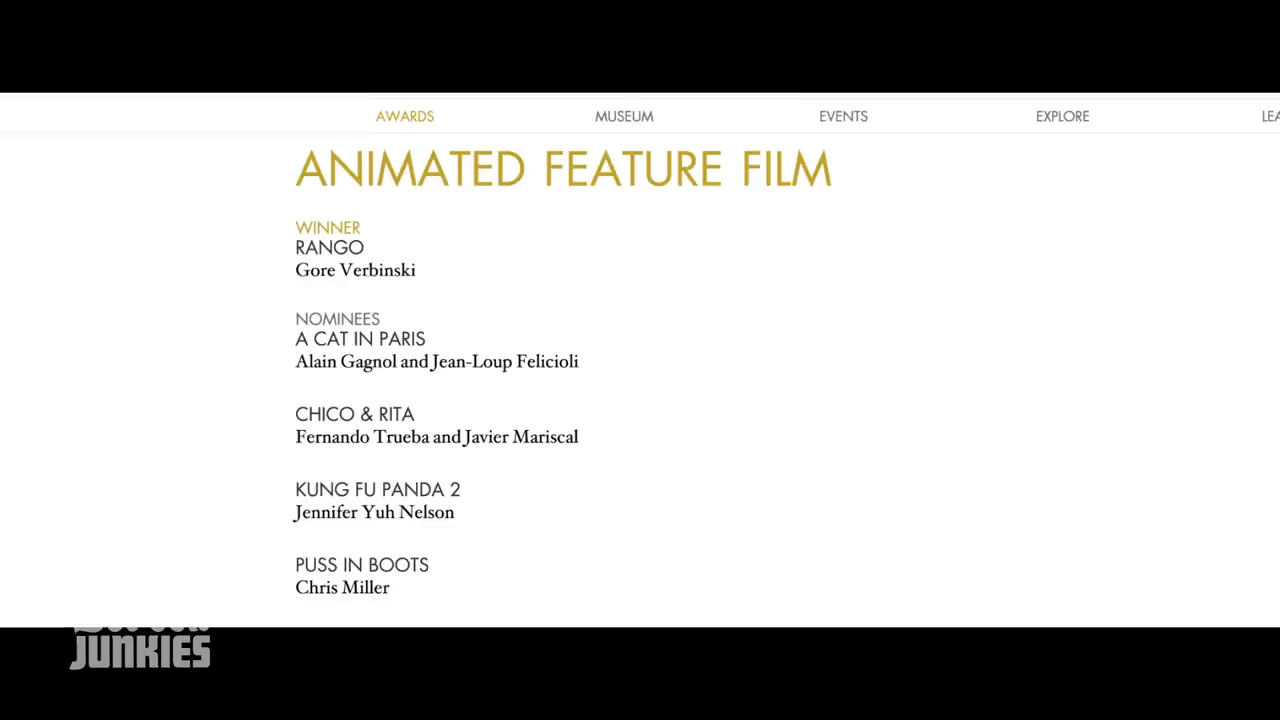 AWARDS MUSEUM EVENTS EXPLORE LEA
ANIMATED FEATURE FILM
WINNER
RANGO
Gore Verbinski
NOMINEES
A CAT IN PARIS
Alain Gagnol and Jean-Loup Felicioli
CHICO & RITA
Fernando Trueba and Javier Mariscal
KUNG FU PANDA 2
Jennifer Yuh Nelson
PUSS IN BOOTS
Chris Miller
JUNKIES